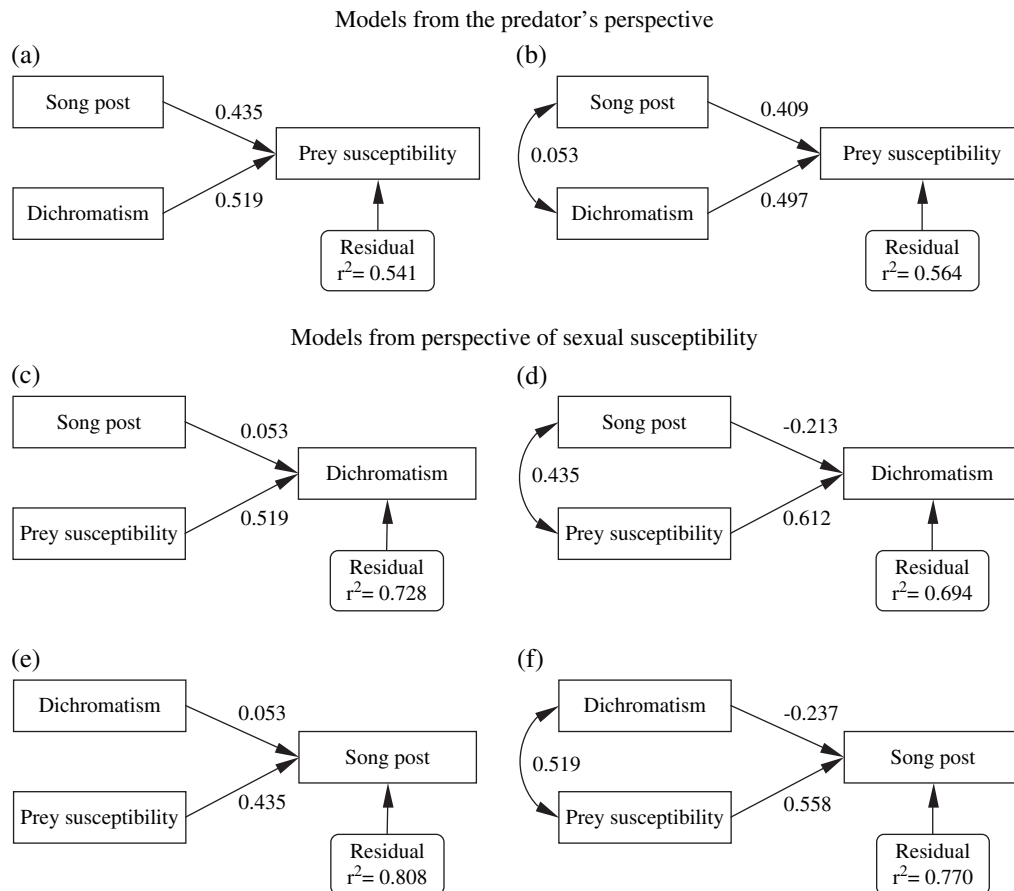 Models from the predator's perspective
(a)
Song post
0.435
Prey susceptibility
Dichromatism
0.519
Residual
r²= 0.541
(b)
Song post
0.409
0.053
Prey susceptibility
Dichromatism
0.497
Residual
r²= 0.564
Models from perspective of sexual susceptibility
(c)
Song post
0.053
Dichromatism
Prey susceptibility
0.519
Residual
r²= 0.728
(d)
Song post
-0.213
0.435
Dichromatism
Prey susceptibility
0.612
Residual
r²= 0.694
(e)
Dichromatism
0.053
Song post
Prey susceptibility
0.435
Residual
r²= 0.808
(f)
Dichromatism
-0.237
0.519
Song post
Prey susceptibility
0.558
Residual
r²= 0.770